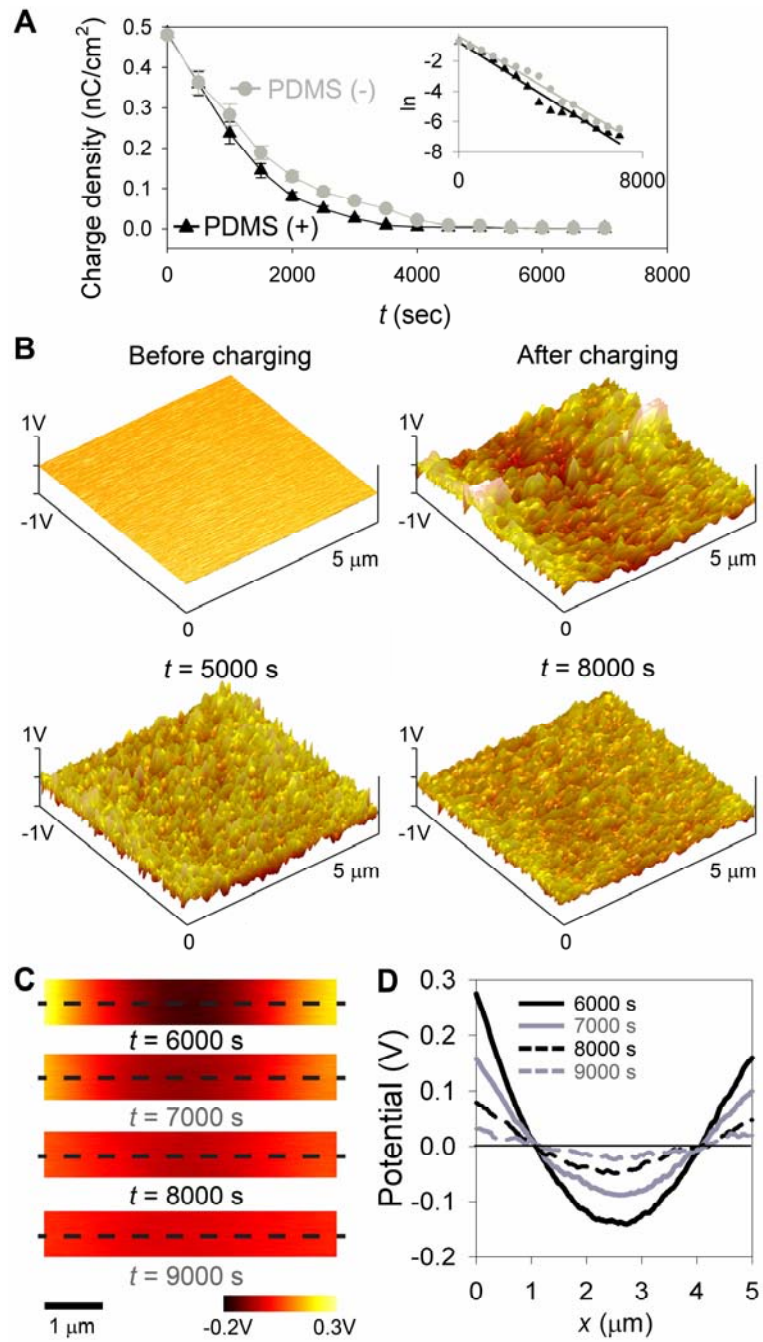 A
Charge density (nC/cm²)
0.5
0.4
0.3
0.2
0.1
0.0
PDMS (-)
PDMS (+)
0
2000
4000
6000
8000
t (sec)
ln
-2
-4
-6
-8
0
8000
B
Before charging
After charging
1V
-1V
5 μm
0
1V
-1V
5 μm
0
t = 5000 s
t = 8000 s
1V
-1V
5 μm
0
1V
-1V
5 μm
0
C
t = 6000 s
t = 7000 s
t = 8000 s
t = 9000 s
1 μm
-0.2V
0.3V
D
Potential (V)
0.3
0.2
0.1
0.0
-0.1
-0.2
6000 s
7000 s
8000 s
9000 s
0
1
2
3
4
5
x (μm)